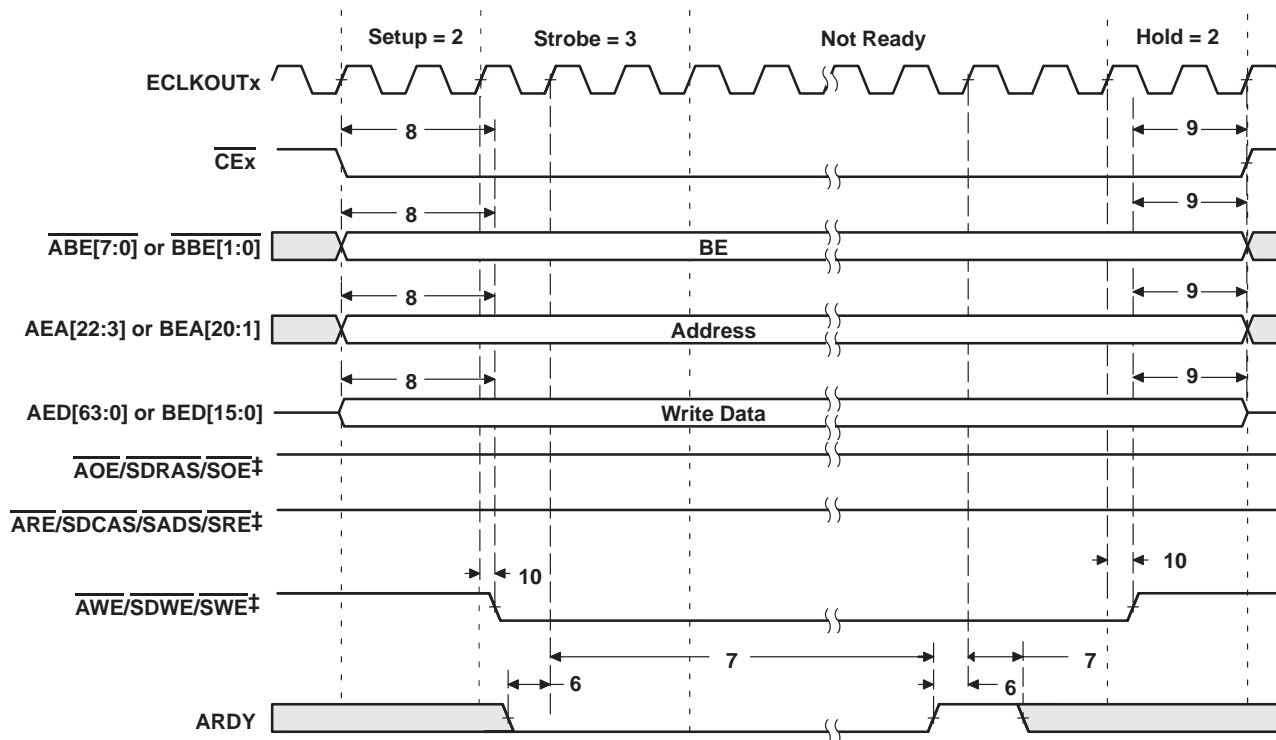 Setup = 2 Strobe = 3 Not Ready Hold = 2
ECLKOUTx
8 9
CEx
8 9
ABE[7:0] or BBE[1:0] BE
8 9
AEA[22:3] or BEA[20:1] Address
8 9
AED[63:0] or BED[15:0] Write Data
AOE/SDRAS/SOE‡
ARE/SDCAS/SADS/SRE‡
10 10
AWE/SDWE/SWE‡
7 7
6 6
ARDY